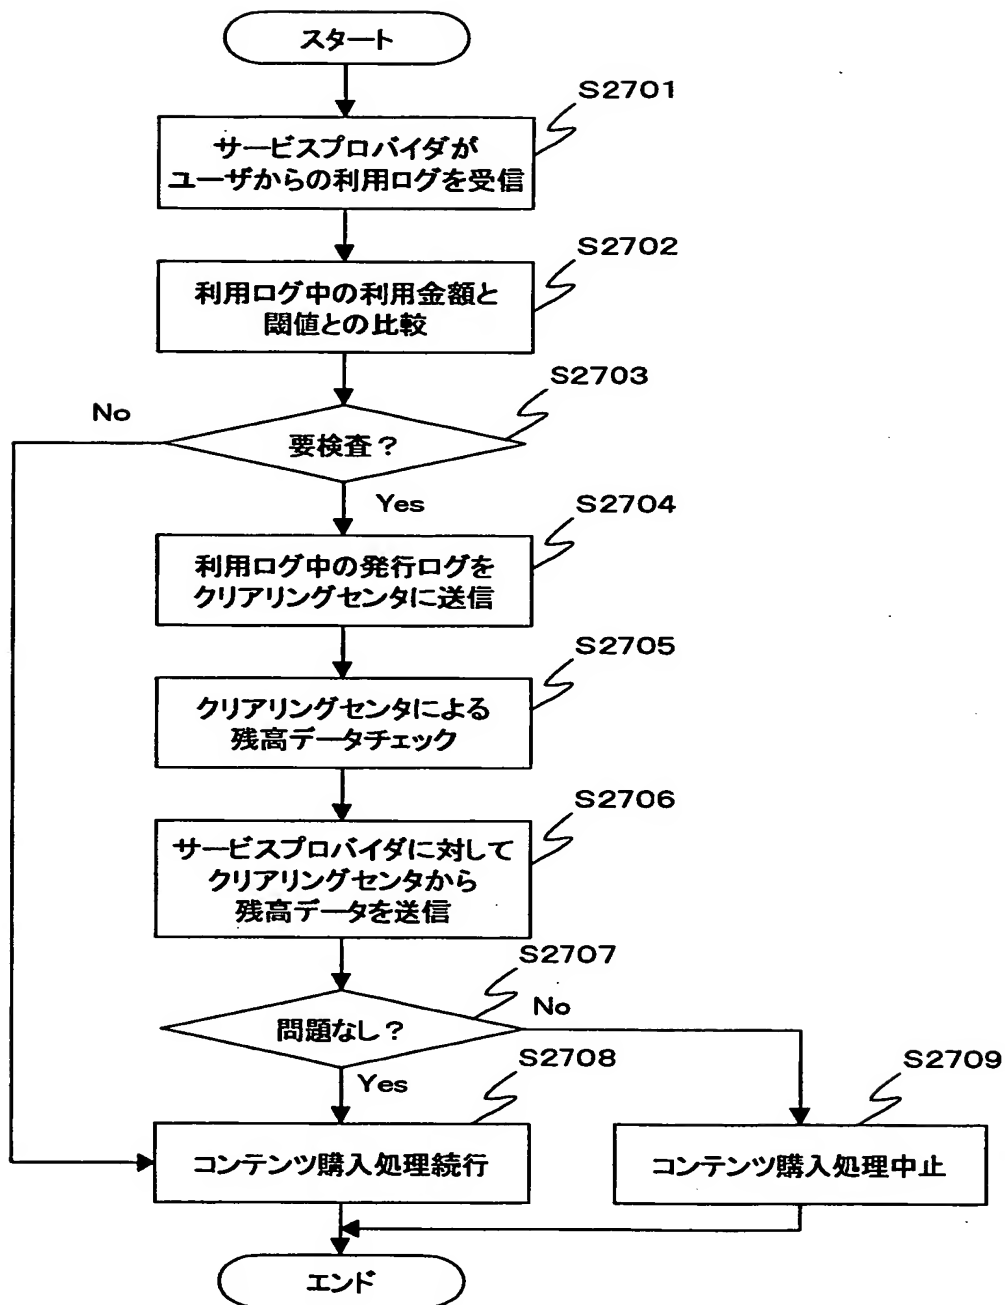 スタート
S2701
サービスプロバイダが
ユーザからの利用ログを受信
S2702
利用ログ中の利用金額と
閾値との比較
S2703
No
要検査?
Yes
S2704
利用ログ中の発行ログを
クリアリングセンタに送信
S2705
クリアリングセンタによる
残高データチェック
S2706
サービスプロバイダに対して
クリアリングセンタから
残高データを送信
S2707
No
問題なし?
S2708
Yes
S2709
コンテンツ購入処理続行
コンテンツ購入処理中止
エンド